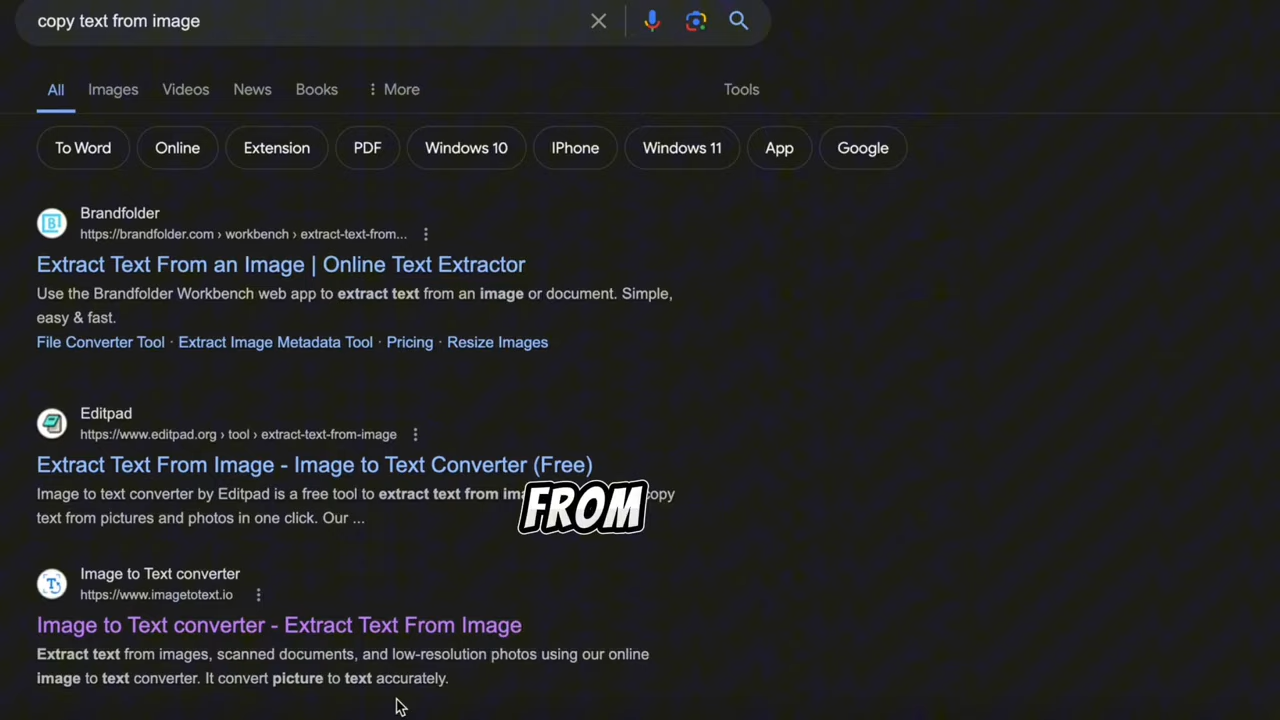 copy text from image
All Images Videos News Books More Tools
To Word Online Extension PDF Windows 10 IPhone Windows 11 App Google
Brandfolder
https://brandfolder.com › workbench › extract-text-from...
Extract Text From an Image | Online Text Extractor
Use the Brandfolder Workbench web app to extract text from an image or document. Simple,
easy & fast.
File Converter Tool · Extract Image Metadata Tool · Pricing · Resize Images
Editpad
https://www.editpad.org › tool › extract-text-from-image
Extract Text From Image - Image to Text Converter (Free)
Image to text converter by Editpad is a free tool to extract text from
text from pictures and photos in one click. Our ...
FROM
Image to Text converter
https://www.imagetotext.io
Image to Text converter - Extract Text From Image
Extract text from images, scanned documents, and low-resolution photos using our online
image to text converter. It convert picture to text accurately.